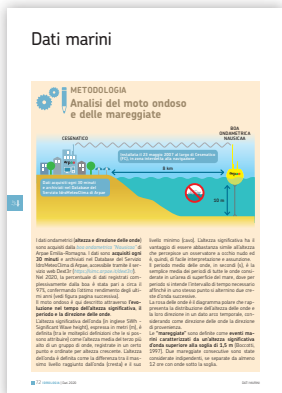 Dati marini
METODOLOGIA
Analisi del moto ondoso
e delle mareggiate
BOA
ONDAMETRICA
NAUSICAA
CESENATICO
Installata il 23 maggio 2007 al largo di Cesenatico
(FC), in zona interdetta alla navigazione
8 km
Dati acquisiti ogni 30 minuti
e archiviati nel Database del
Servizio IdroMeteoClima di Arpae
10 m
I dati ondametrici (altezza e direzione delle onde)
sono acquisiti dalla boa ondametrica "Nausicaa" di
Arpae Emilia-Romagna. I dati sono acquisiti ogni
30 minuti e archiviati nel Database del Servizio
IdroMeteoClima di Arpae, accessibile tramite il ser-
vizio web Dext3r
Nel 2020, la percentuale di dati registrati com-
plessivamente dalla boa è stata pari a circa il
97%, confermando l'ottimo rendimento degli ulti-
mi anni (vedi figura pagina successiva).
Il moto ondoso è qui descritto attraverso l'evo-
luzione nel tempo dell'altezza significativa, il
periodo e la direzione delle onde.
L'altezza significativa dell'onda (in inglese SWH -
Significant Wave height), espressa in metri [m], è
definita (tra le molteplici definizioni che le si pos-
sono attribuire) come l'altezza media del terzo più
alto di un gruppo di onde, registrate in un certo
punto e ordinate per altezza crescente. L'altezza
dell'onda è definita come la differenza tra il mas-
simo livello raggiunto dall'onda (cresta) e il suo
livello minimo (cavo). L'altezza significativa ha il
vantaggio di essere abbastanza simile all'altezza
che percepisce un osservatore a occhio nudo ed
è, quindi, di facile interpretazione e assunzione.
Il periodo medio delle onde, in secondi (s), è la
semplice media dei periodi di tutte le onde consi-
derate in un'area di superficie del mare, dove per
periodo si intende l'intervallo di tempo necessario
affinché in uno stesso punto si alternino due cre-
ste d'onda successive.
La rosa delle onde è il diagramma polare che rap-
presenta la distribuzione dell'altezza delle onde e
la loro direzione in un dato arco temporale, con-
siderando come direzione delle onde la direzione
di provenienza.
Le "mareggiate" sono definite come eventi ma-
rini caratterizzati da un'altezza significativa
d'onda superiore alla soglia di 1,5 m (Boccotti,
1997). Due mareggiate consecutive sono state
considerate indipendenti, se separate da almeno
12 ore con onda sotto la soglia.